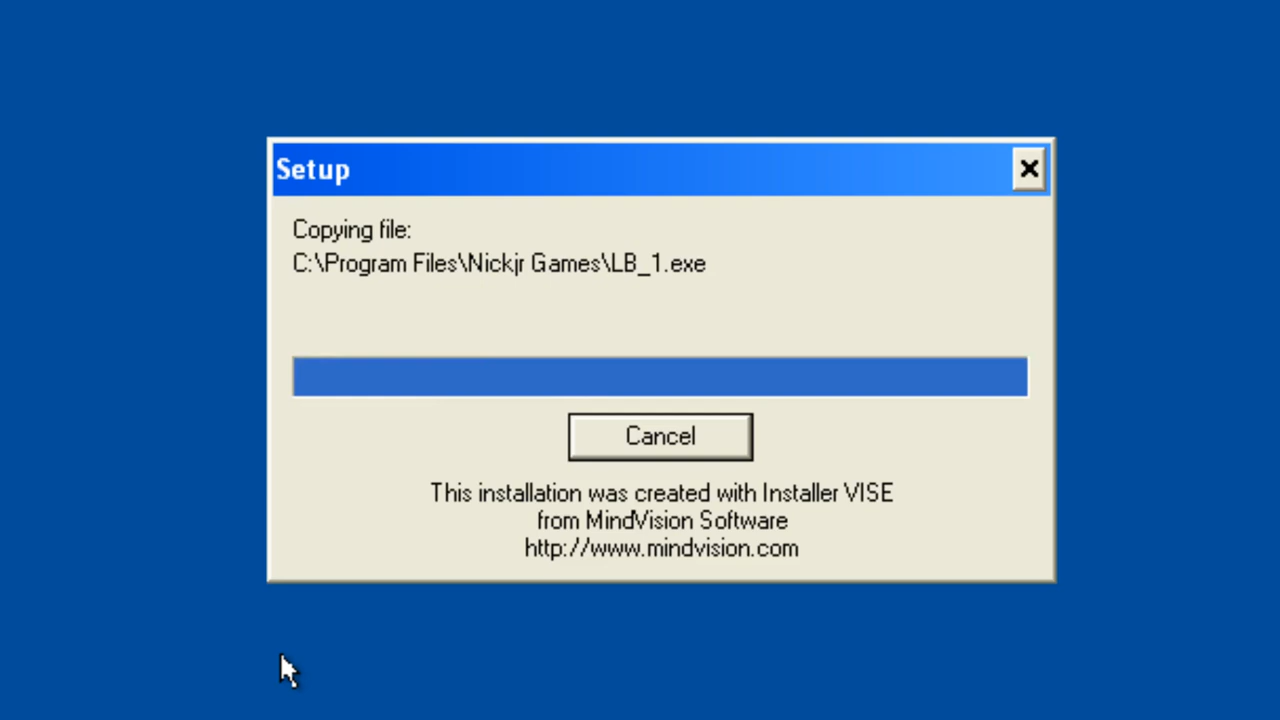 Setup
Copying file:
C:\Program Files\Nickjr Games\LB_1.exe
Cancel
This installation was created with Installer VISE
from MindVision Software
http://www.mindvision.com